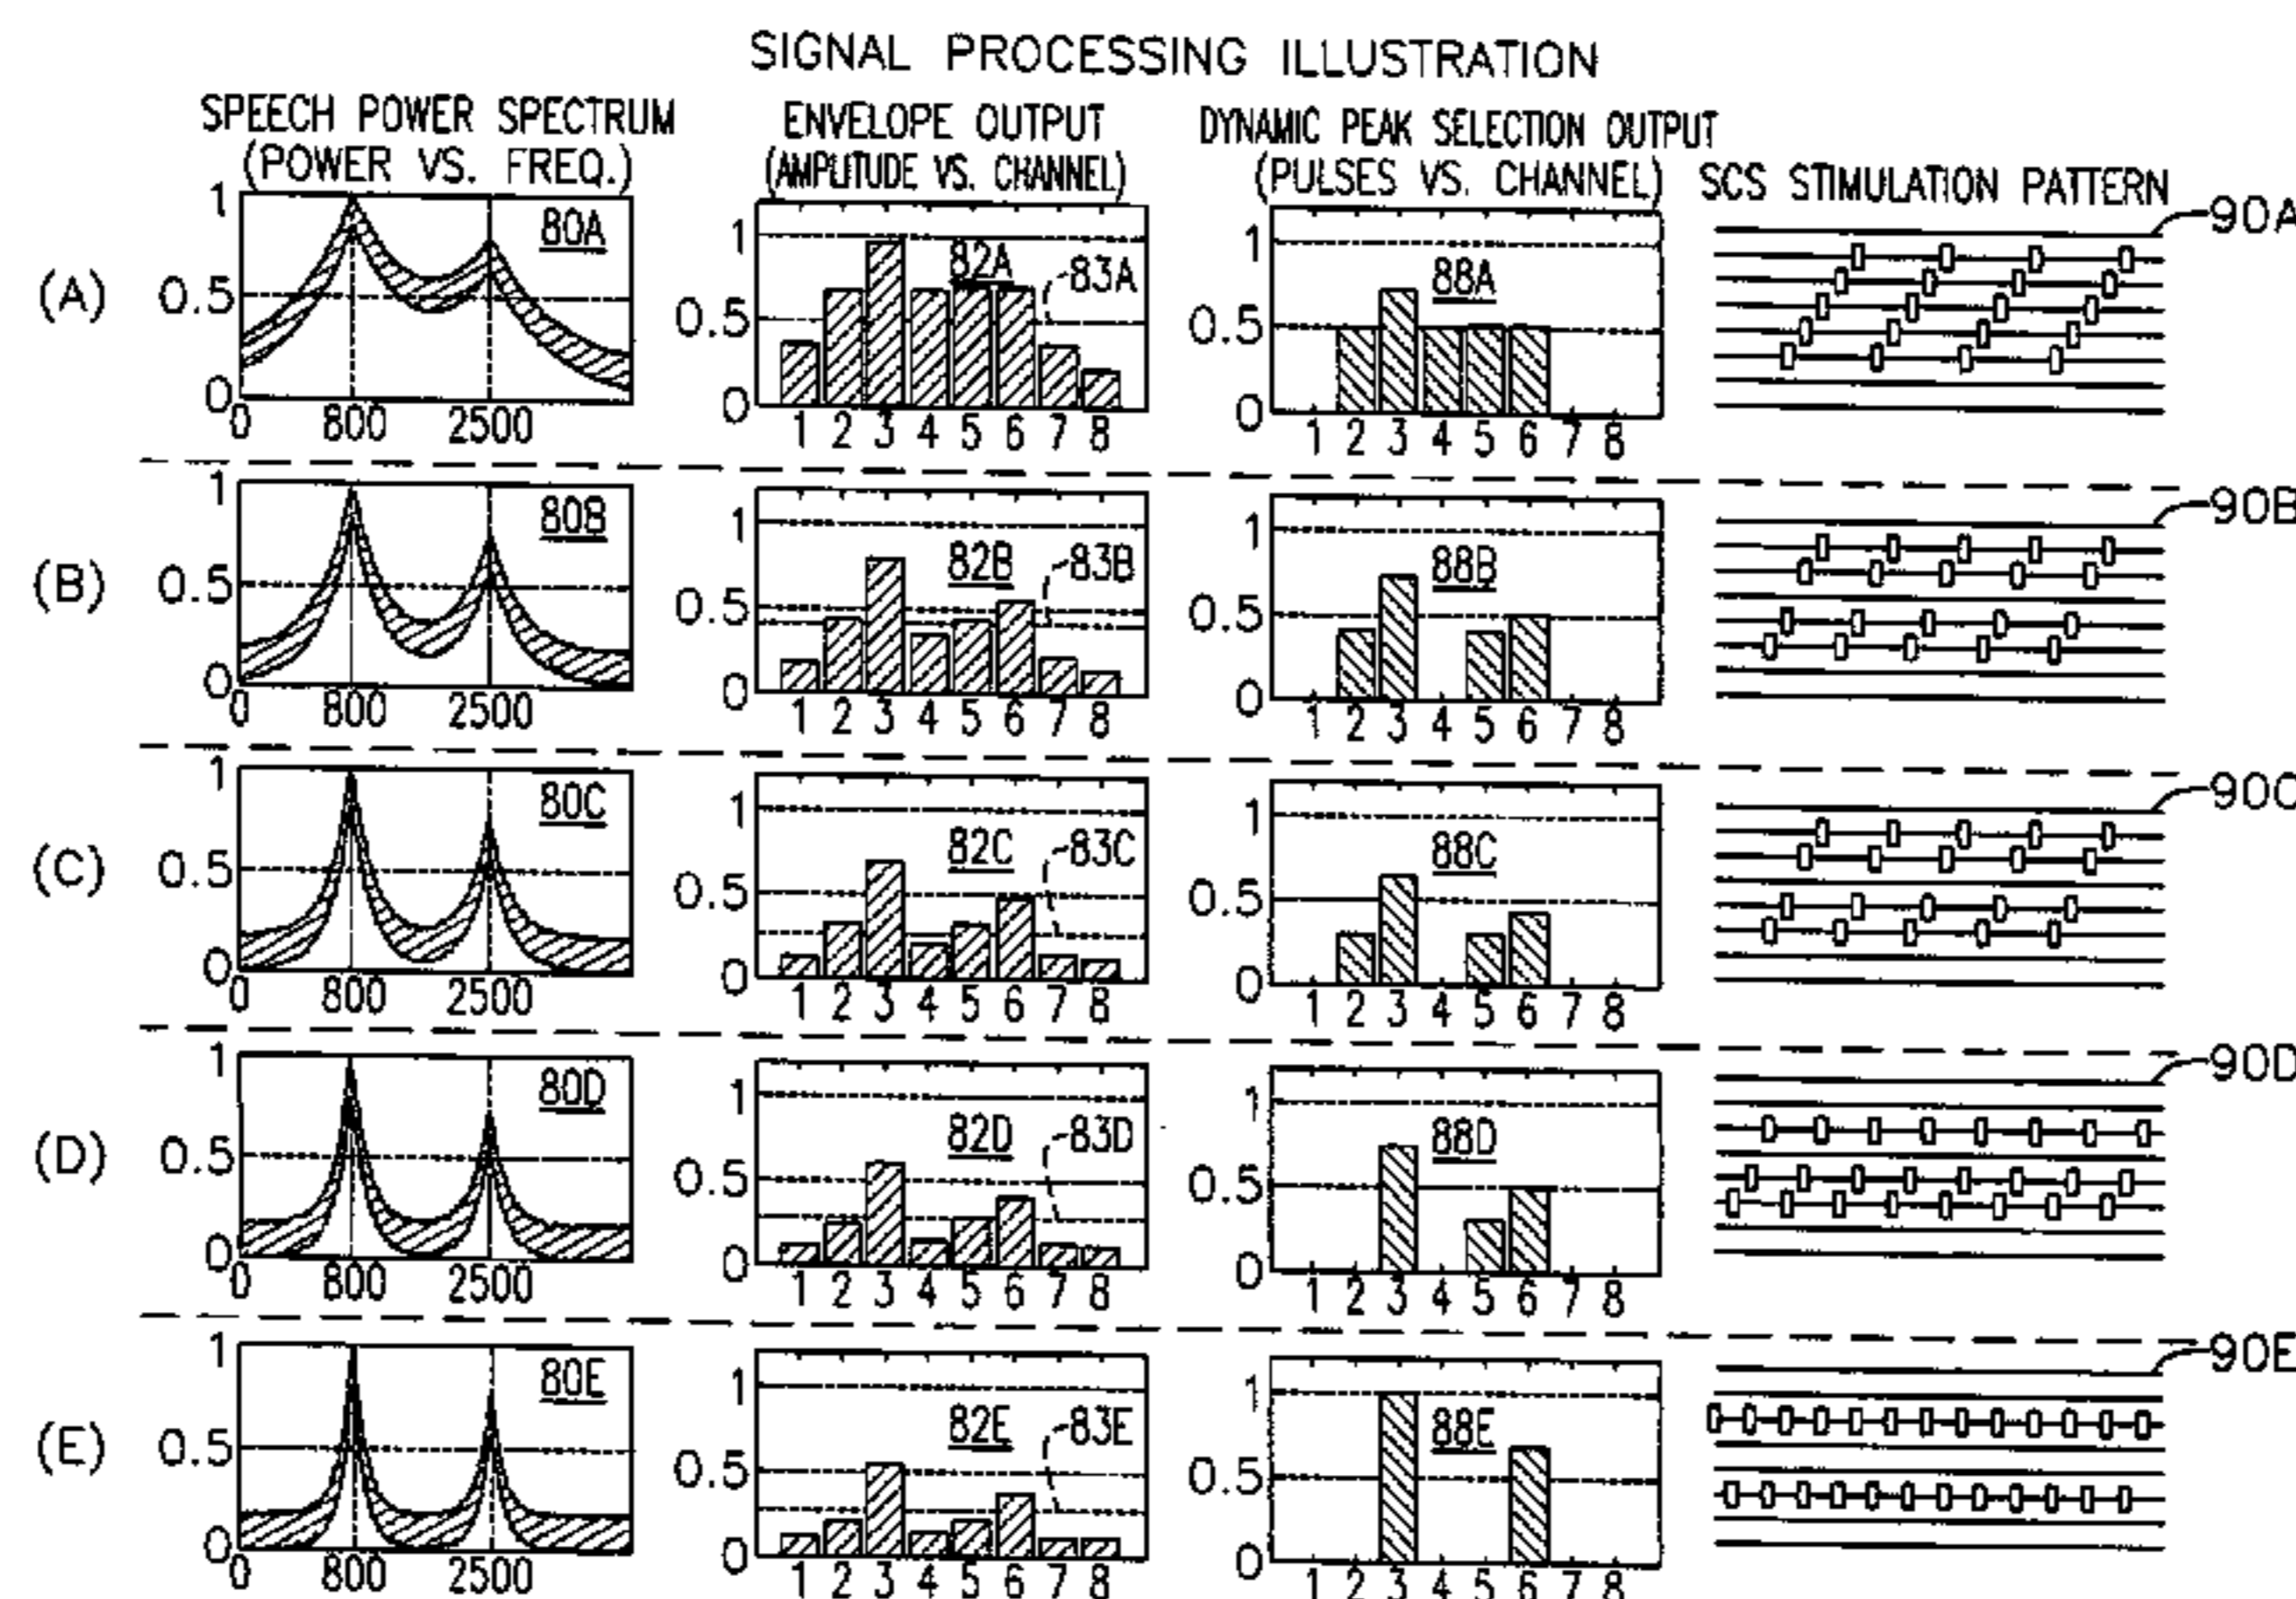 SIGNAL PROCESSING ILLUSTRATION
SPEECH POWER SPECTRUM
(POWER VS. FREQ.)
ENVELOPE OUTPUT
(AMPLITUDE VS. CHANNEL)
DYNAMIC PEAK SELECTION OUTPUT
(PULSES VS. CHANNEL)
SCS STIMULATION PATTERN
(A)
1
0.5
0
0 800 2500
80A
1
0.5
0
1 2 3 4 5 6 7 8
82A
83A
1
0.5
0
1 2 3 4 5 6 7 8
88A
90A
(B)
1
0.5
0
0 800 2500
80B
1
0.5
0
1 2 3 4 5 6 7 8
82B
83B
1
0.5
0
1 2 3 4 5 6 7 8
88B
90B
(C)
1
0.5
0
0 800 2500
80C
1
0.5
0
1 2 3 4 5 6 7 8
82C
83C
1
0.5
0
1 2 3 4 5 6 7 8
88C
90C
(D)
1
0.5
0
0 800 2500
80D
1
0.5
0
1 2 3 4 5 6 7 8
82D
83D
1
0.5
0
1 2 3 4 5 6 7 8
88D
90D
(E)
1
0.5
0
0 800 2500
80E
1
0.5
0
1 2 3 4 5 6 7 8
82E
83E
1
0.5
0
1 2 3 4 5 6 7 8
88E
90E